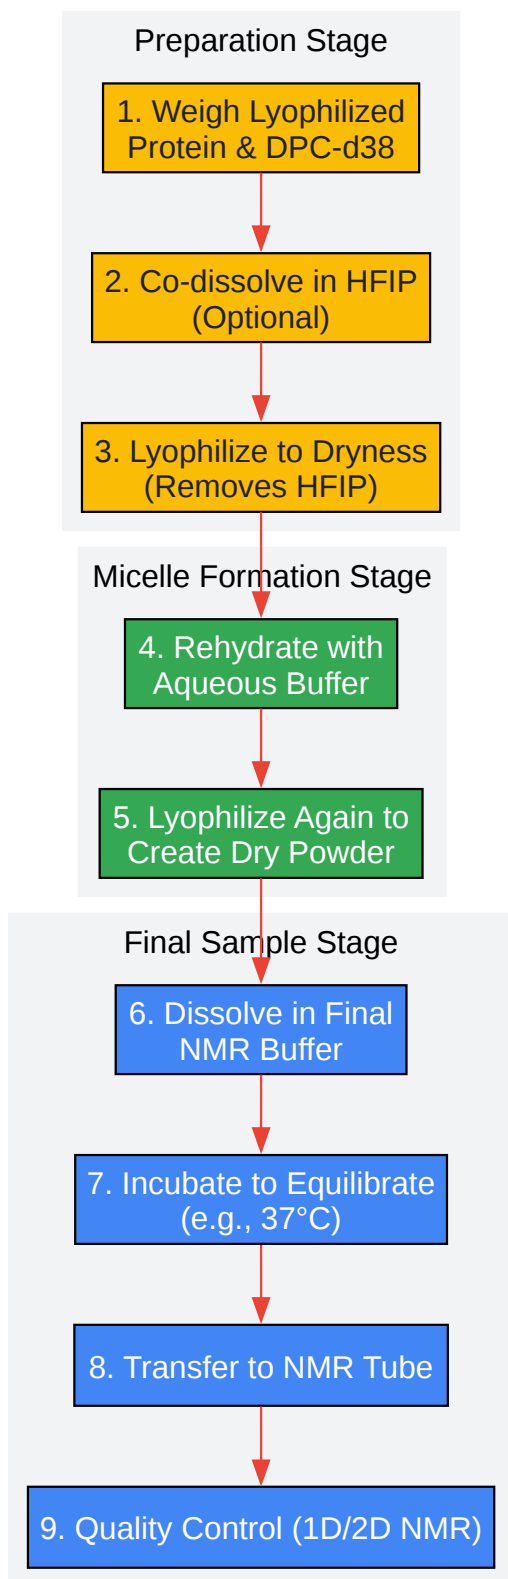 Preparation Stage
1. Weigh Lyophilized
Protein & DPC-d38
2. Co-dissolve in HFIP
(Optional)
3. Lyophilize to Dryness
(Removes HFIP)
Micelle Formation Stage
4. Rehydrate with
Aqueous Buffer
5. Lyophilize Again to
Create Dry Powder
Final Sample Stage
6. Dissolve in Final
NMR Buffer
7. Incubate to Equilibrate
(e.g., 37°C)
8. Transfer to NMR Tube
9. Quality Control (1D/2D NMR)